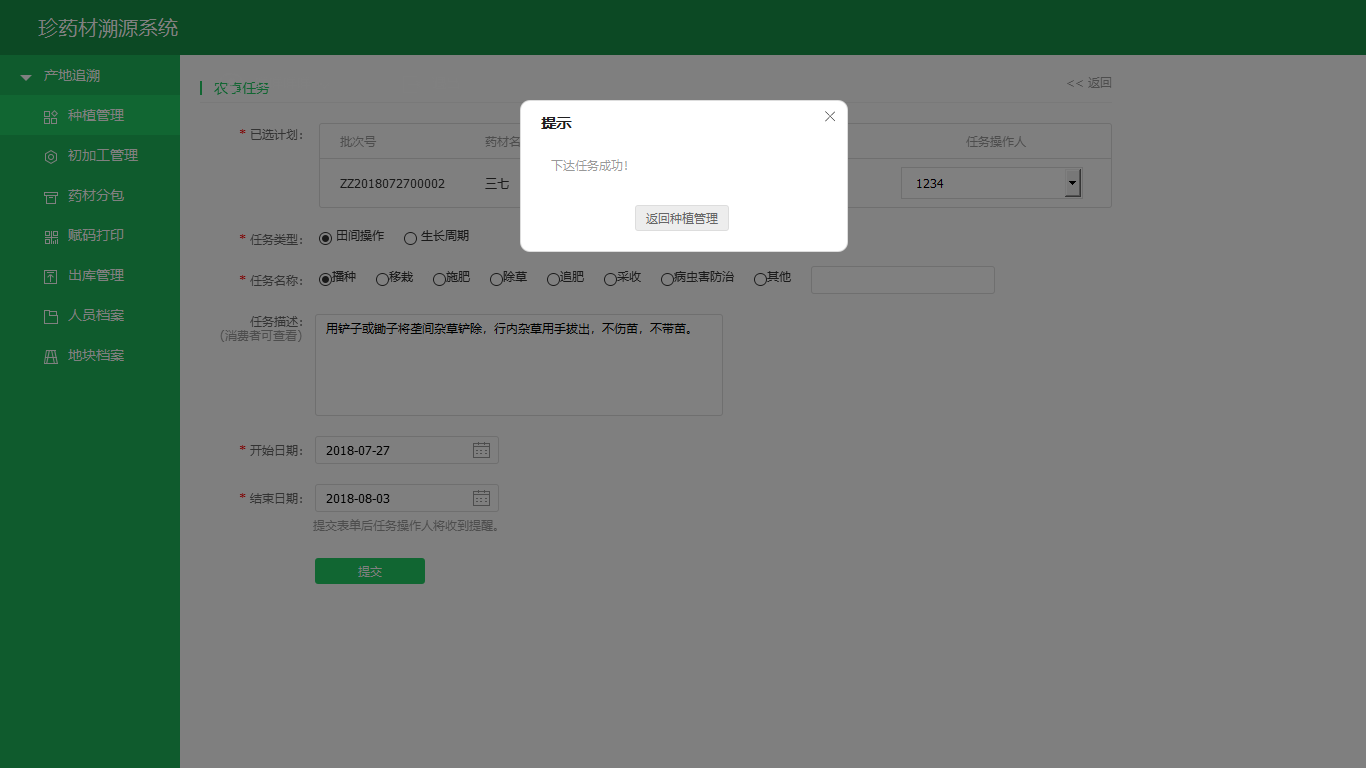 珍药材溯源系统
产地追溯
种植管理
初加工管理
药材分包
赋码打印
出库管理
人员档案
地块档案
农事任务
<< 返回
* 已选计划：
批次号 药材名 任务操作人
ZZ2018072700002 三七 1234
提示
下达任务成功！
返回种植管理
* 任务类型： 田间操作 生长周期
* 任务名称： 播种 移栽 施肥 除草 追肥 采收 病虫害防治 其他
任务描述：
（消费者可查看）
用铲子或锄子将垄间杂草铲除，行内杂草用手拔出，不伤苗，不带苗。
* 开始日期： 2018-07-27
* 结束日期： 2018-08-03
提交表单后任务操作人将收到提醒。
提交